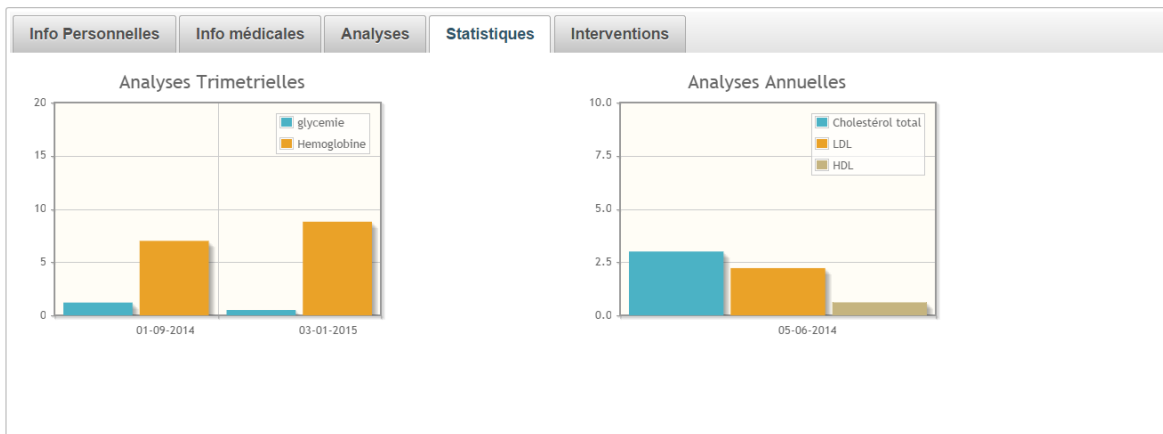 Info Personnelles
Info médicales
Analyses
Statistiques
Interventions
Analyses Trimetrielles
20
15
10
5
0
glycemie
Hemoglobine
01-09-2014
03-01-2015
Analyses Annuelles
10.0
7.5
5.0
2.5
0.0
Cholestérol total
LDL
HDL
05-06-2014